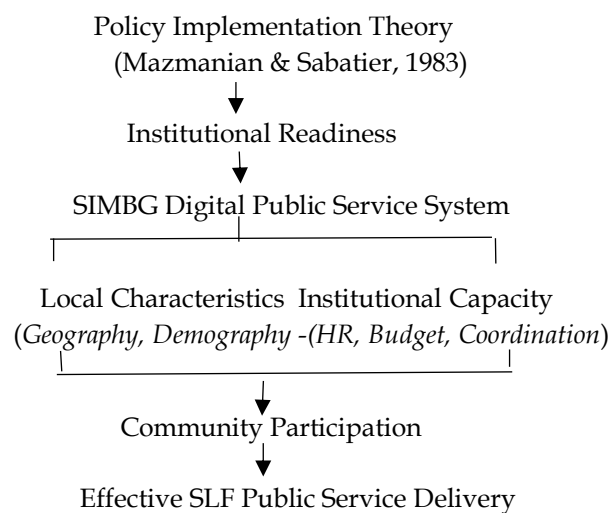 Policy Implementation Theory
(Mazmanian & Sabatier, 1983)
Institutional Readiness
SIMBG Digital Public Service System
Local Characteristics Institutional Capacity
(Geography, Demography -(HR, Budget, Coordination)
Community Participation
Effective SLF Public Service Delivery